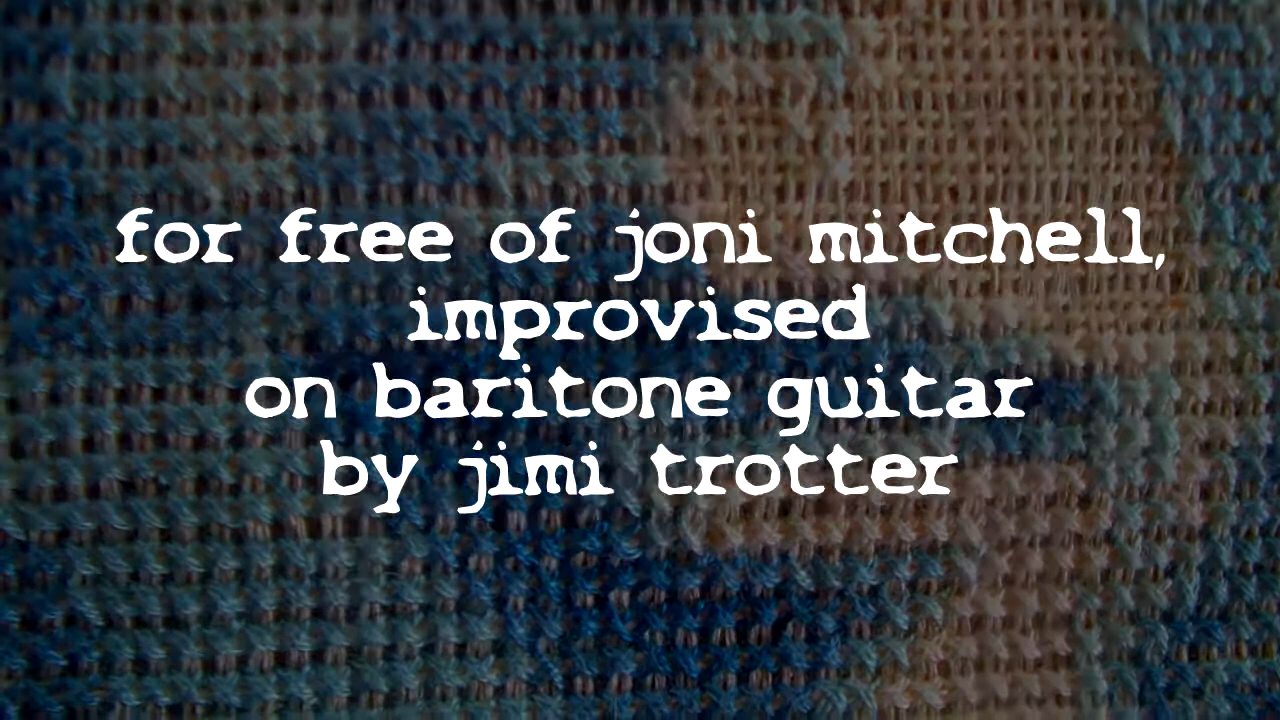 for free of joni mitchell,
improvised
on baritone guitar
by jimi trotter